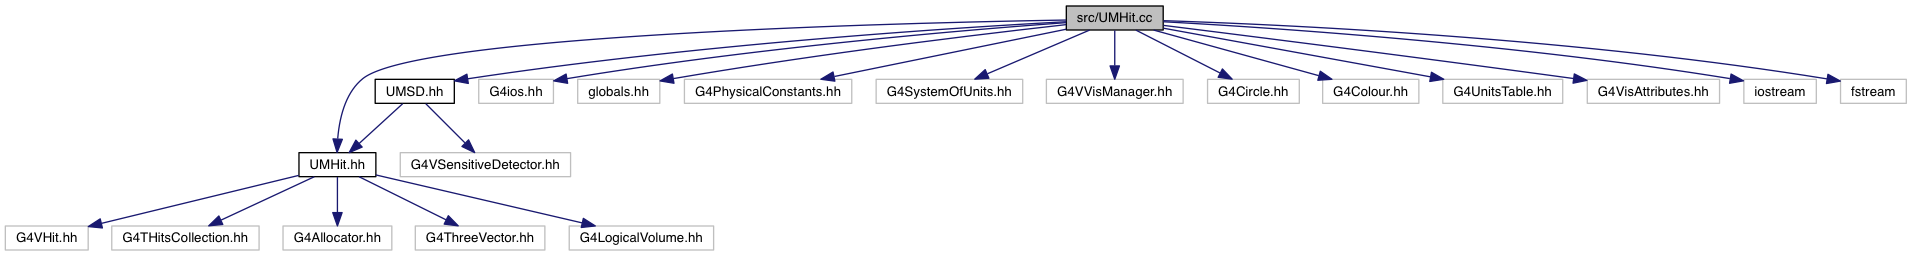 src/UMHit.cc
UMSD.hh
G4ios.hh
globals.hh
G4PhysicalConstants.hh
G4SystemOfUnits.hh
G4VVisManager.hh
G4Circle.hh
G4Colour.hh
G4UnitsTable.hh
G4VisAttributes.hh
iostream
fstream
UMHit.hh
G4VSensitiveDetector.hh
G4VHit.hh
G4THitsCollection.hh
G4Allocator.hh
G4ThreeVector.hh
G4LogicalVolume.hh